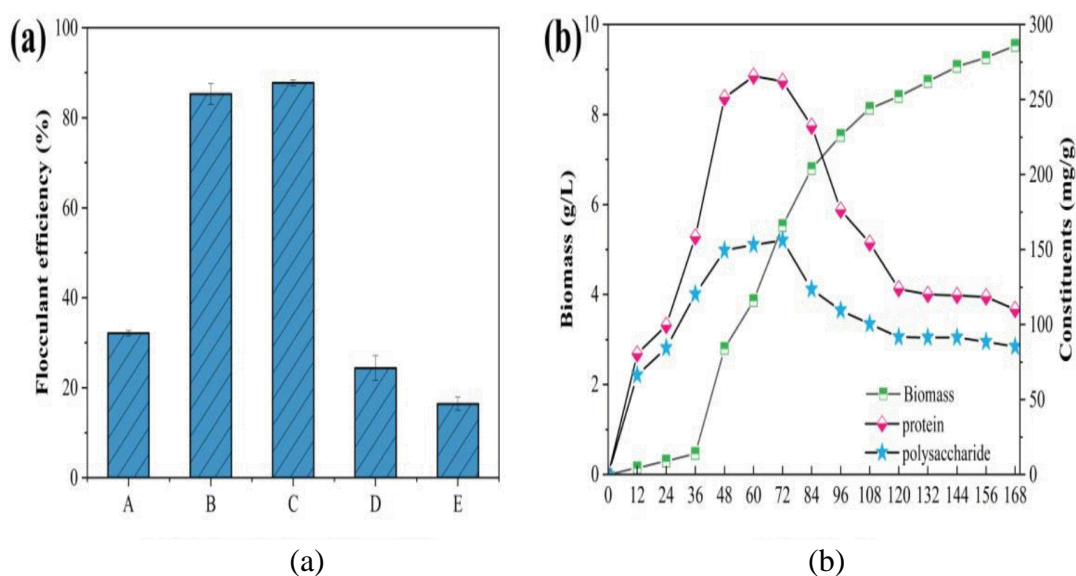 (a)
Flocculant efficiency (%)
100
80
60
40
20
0
A B C D E
(a)
(b)
Biomass (g/L)
10
8
6
4
2
0
Constituents (mg/g)
300
250
200
150
100
50
0
Biomass
protein
polysaccharide
0 12 24 36 48 60 72 84 96 108 120 132 144 156 168
(b)